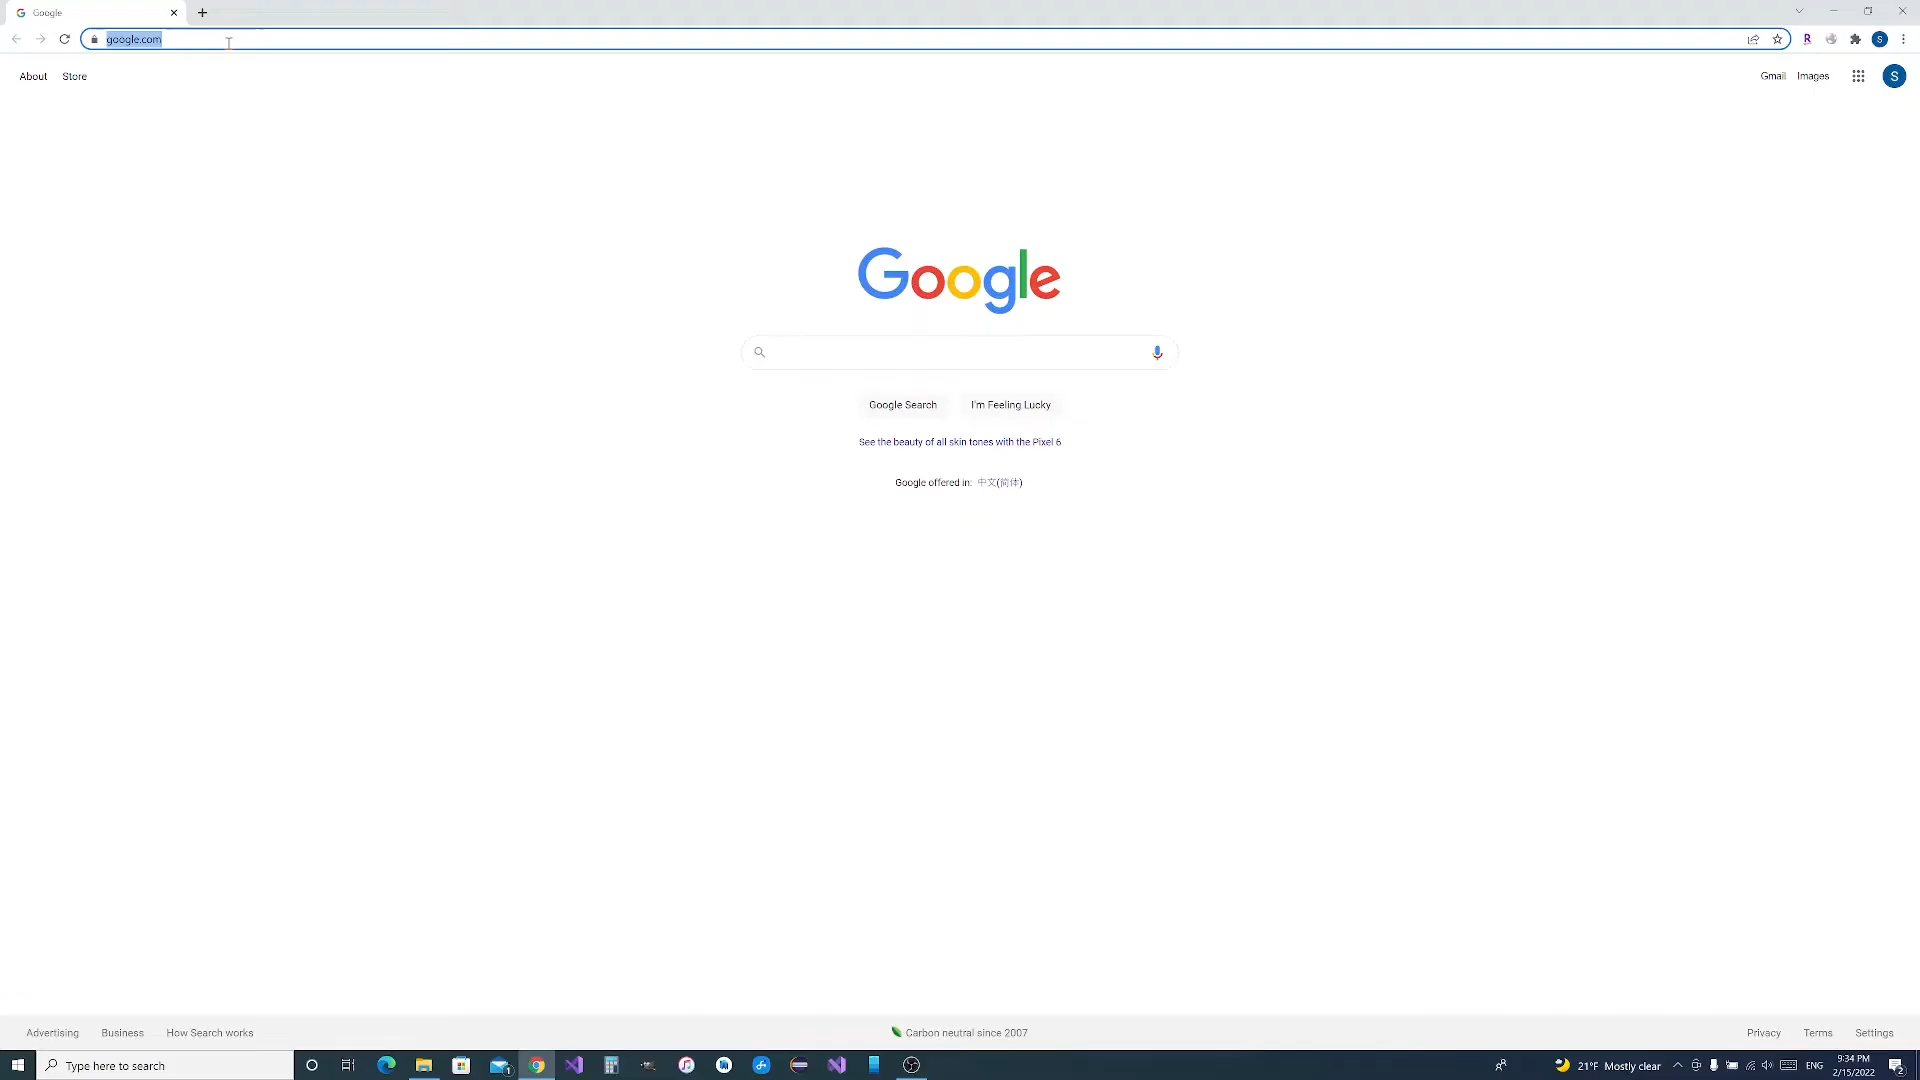 Google
google.com
About
Store
Gmail
Images
S
Google
Google Search
I'm Feeling Lucky
See the beauty of all skin tones with the Pixel 6
Google offered in: 中文(简体)
Advertising
Business
How Search works
Carbon neutral since 2007
Privacy
Terms
Settings
Type here to search
21°F Mostly clear
ENG
9:34 PM
2/15/2022